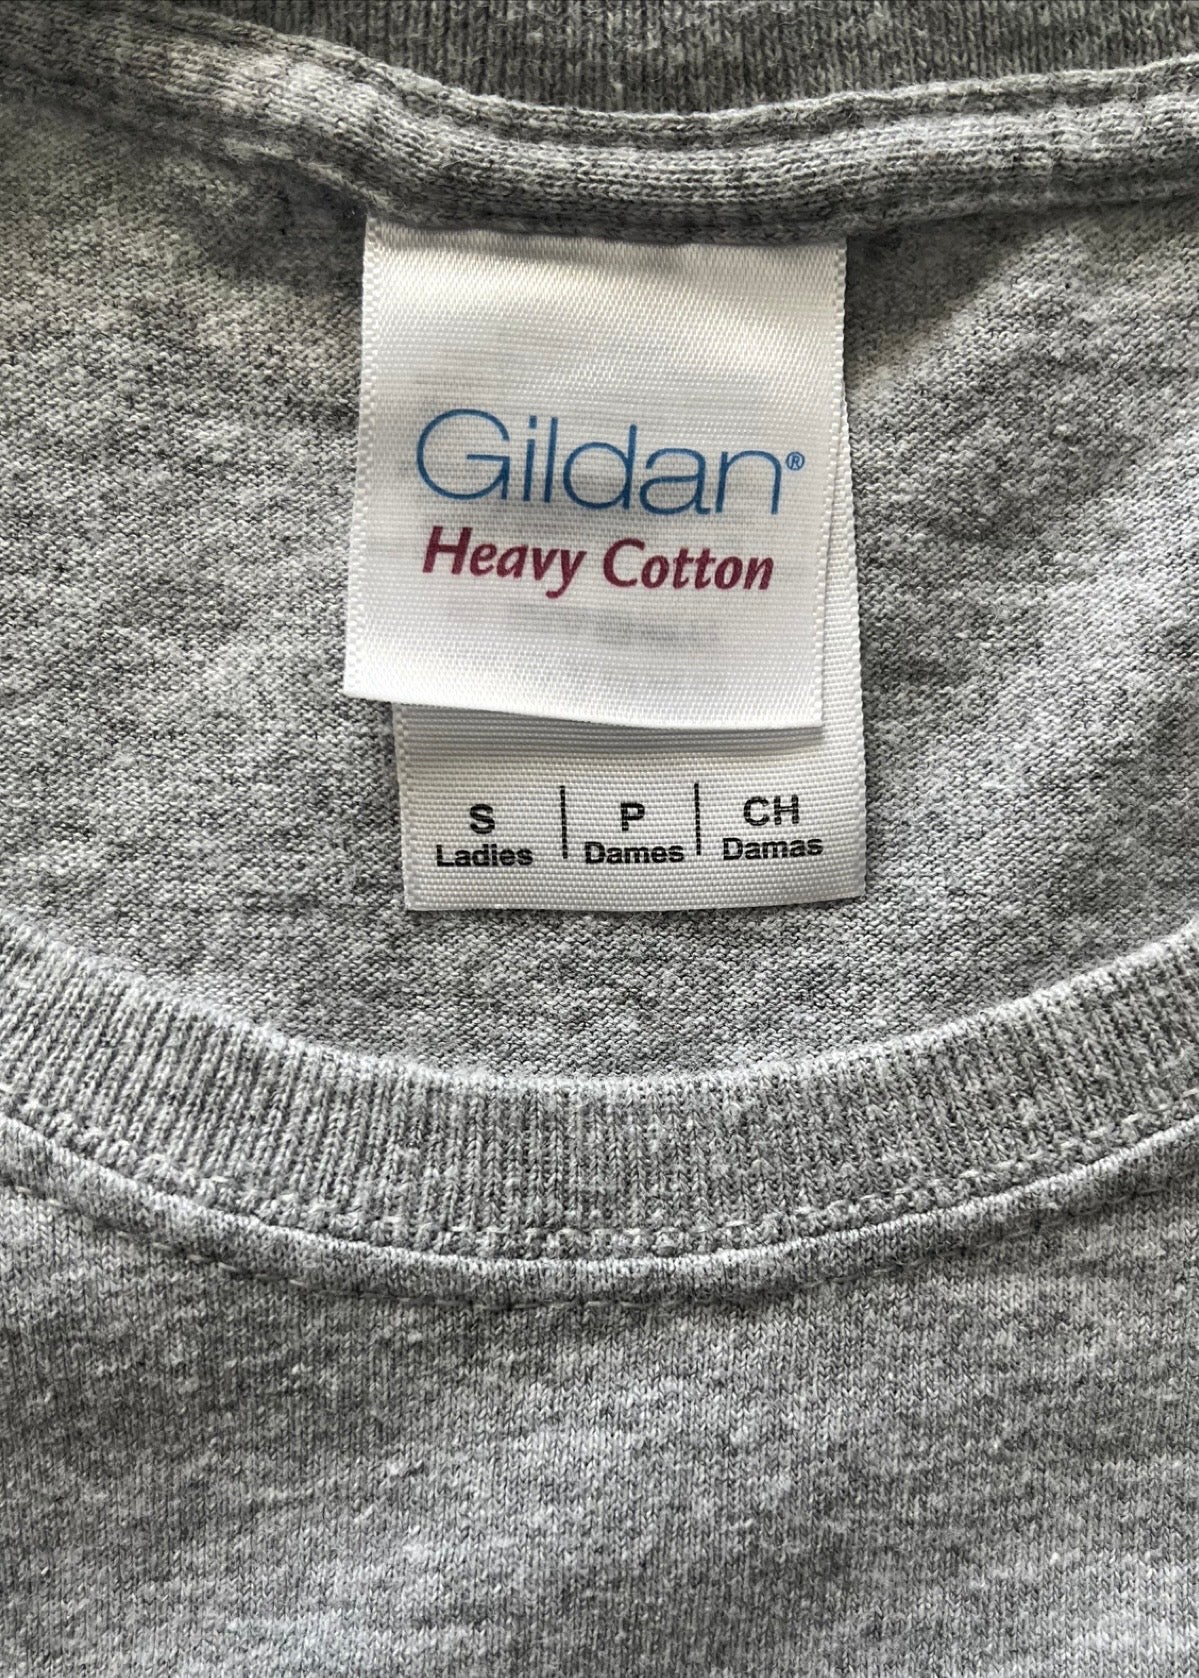 Gildan®
Heavy Cotton
S | P | CH
Ladies | Dames | Damas